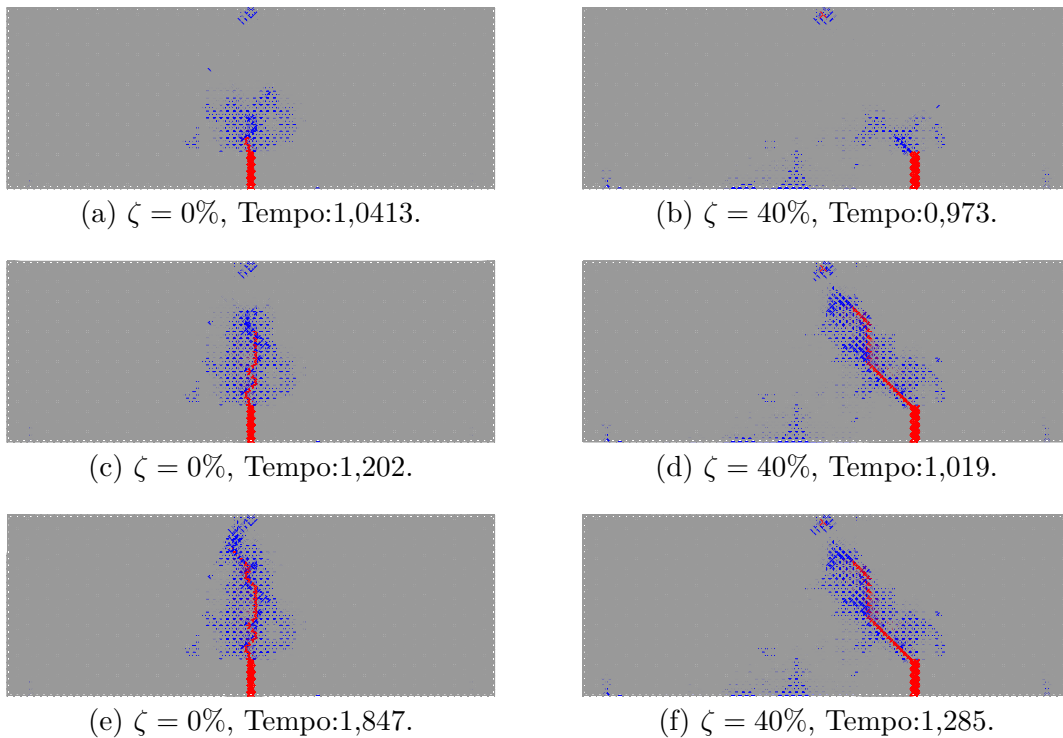 (a) ζ = 0%, Tempo:1,0413.
(b) ζ = 40%, Tempo:0,973.
(c) ζ = 0%, Tempo:1,202.
(d) ζ = 40%, Tempo:1,019.
(e) ζ = 0%, Tempo:1,847.
(f) ζ = 40%, Tempo:1,285.